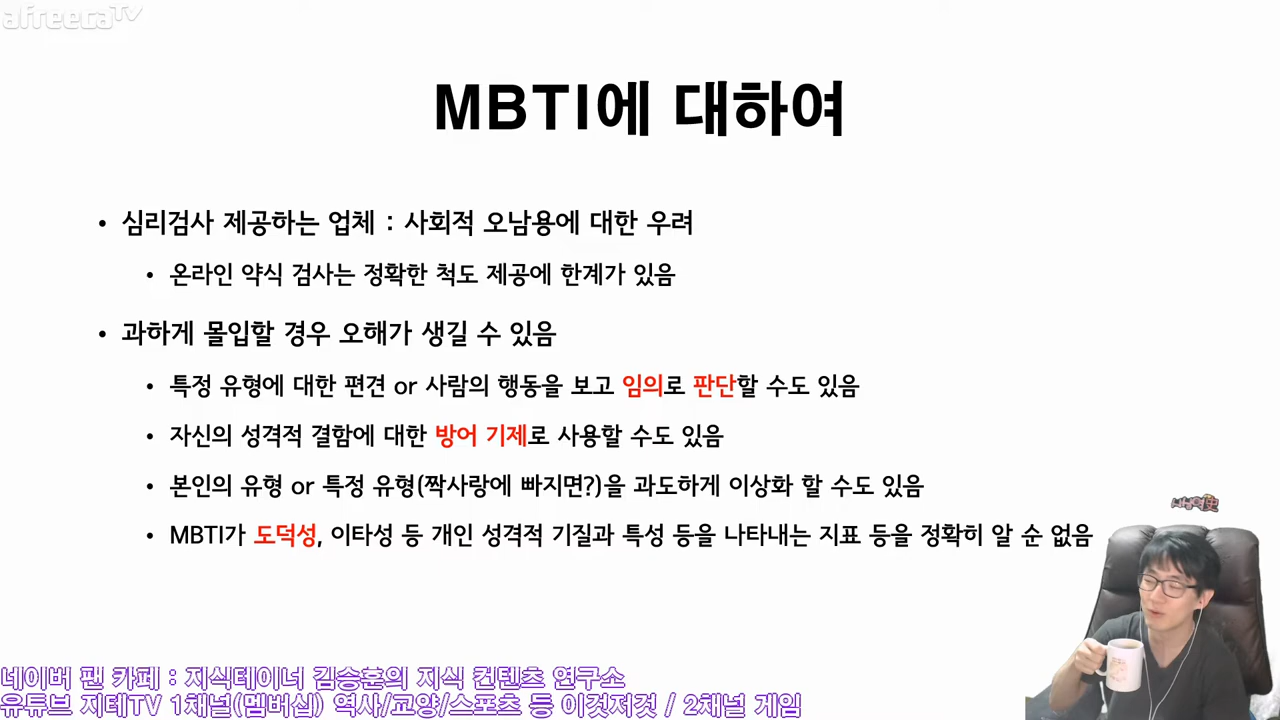 afreecaTV
MBTI에 대하여
• 심리검사 제공하는 업체 : 사회적 오남용에 대한 우려
• 온라인 약식 검사는 정확한 척도 제공에 한계가 있음
• 과하게 몰입할 경우 오해가 생길 수 있음
• 특정 유형에 대한 편견 or 사람의 행동을 보고 임의로 판단할 수도 있음
• 자신의 성격적 결함에 대한 방어 기제로 사용할 수도 있음
• 본인의 유형 or 특정 유형(짝사랑에 빠지면?)을 과도하게 이상화 할 수도 있음
• MBTI가 도덕성, 이타성 등 개인 성격적 기질과 특성 등을 나타내는 지표 등을 정확히 알 순 없음
네이버 팬 카페 : 지식테이너 김승훈의 지식 컨텐츠 연구소
유튜브 지테TV 1채널(멤버십) 역사/교양/스포츠 등 이것저것 / 2채널 게임